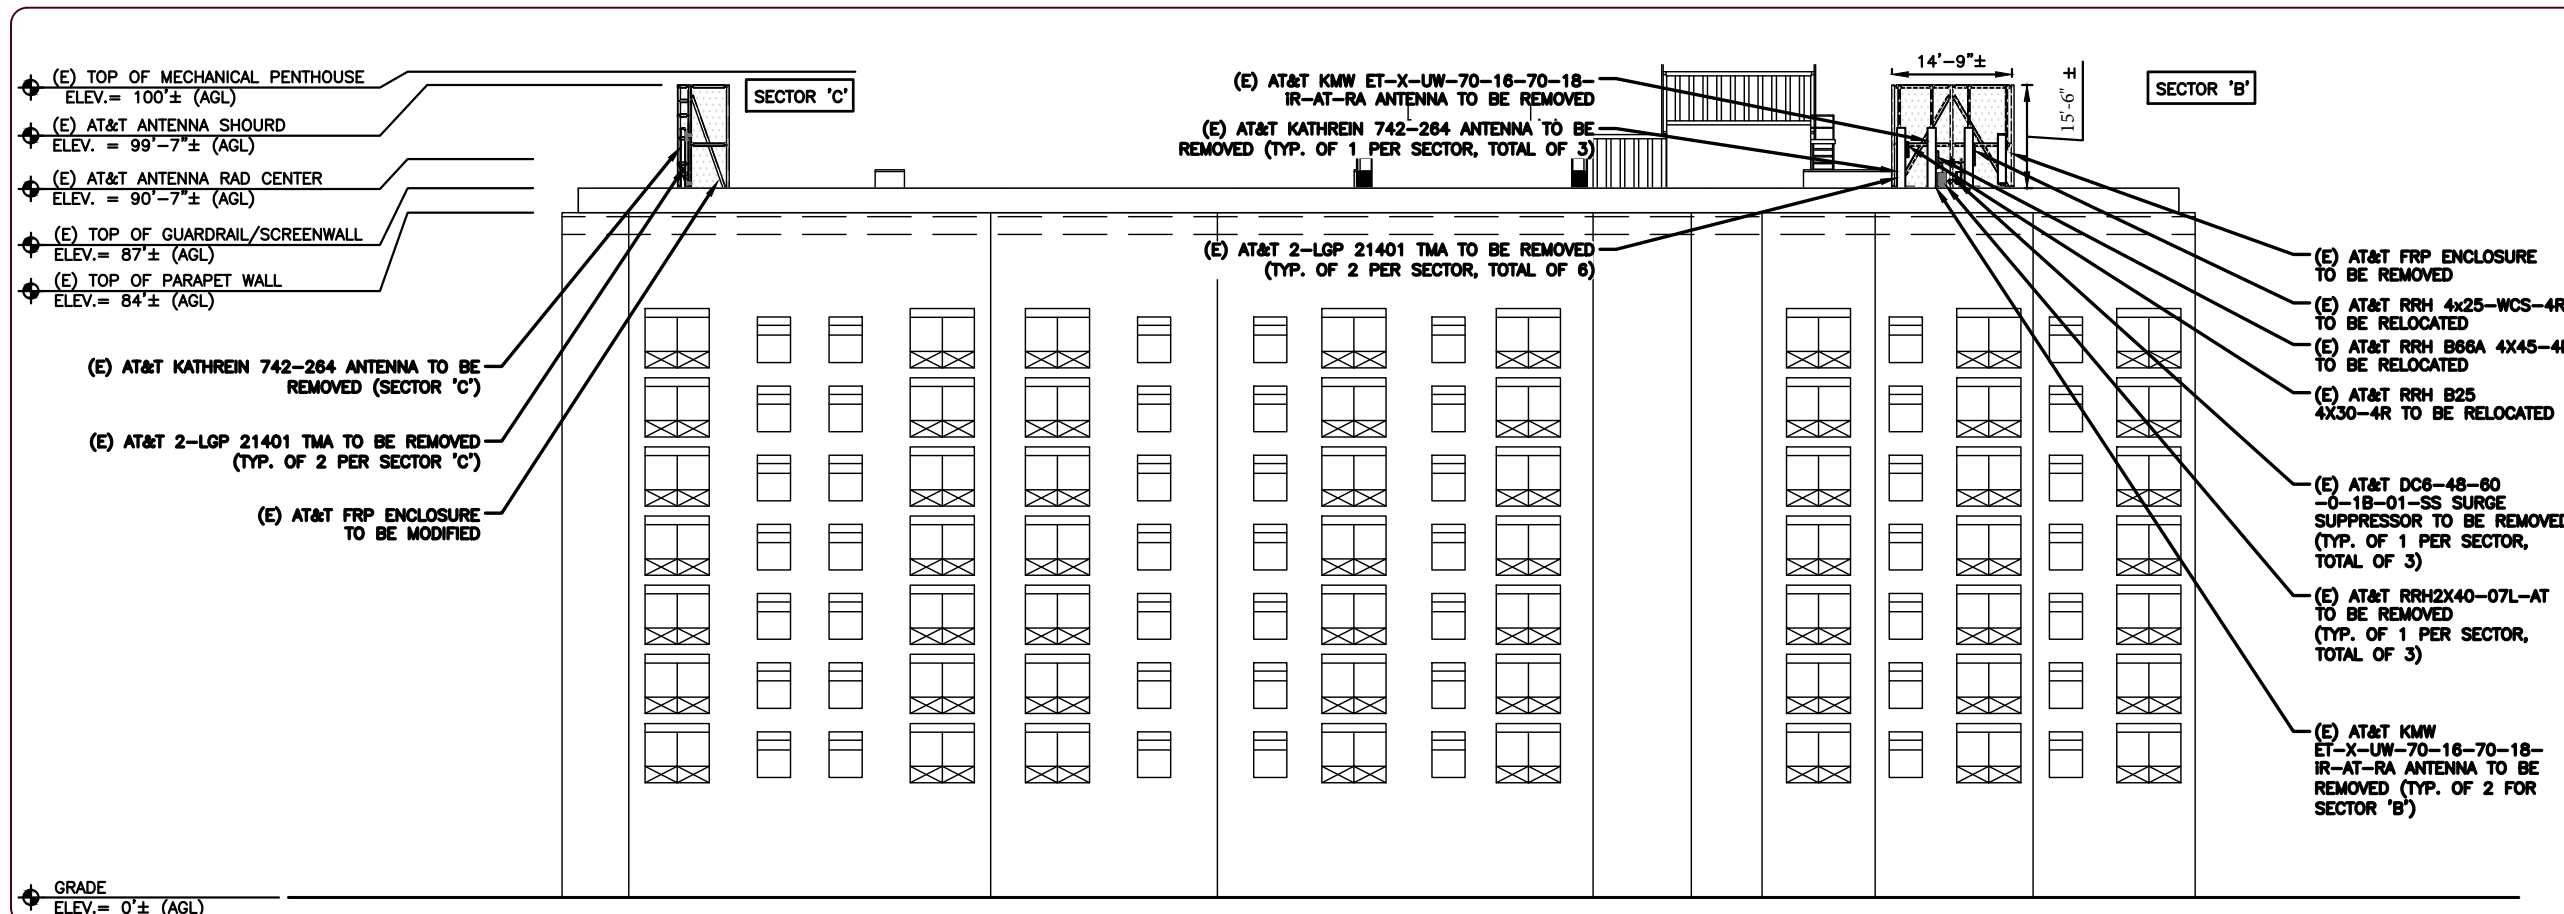 (E) TOP OF MECHANICAL PENTHOUSE
ELEV.= 100'± (AGL)
(E) AT&T ANTENNA SHOURD
ELEV. = 99'-7"± (AGL)
(E) AT&T ANTENNA RAD CENTER
ELEV. = 90'-7"± (AGL)
(E) TOP OF GUARDRAIL/SCREENWALL
ELEV.= 87'± (AGL)
(E) TOP OF PARAPET WALL
ELEV.= 84'± (AGL)
SECTOR 'C'
(E) AT&T KATHREIN 742-264 ANTENNA TO BE
REMOVED (SECTOR 'C')
(E) AT&T 2-LGP 21401 TMA TO BE REMOVED
(TYP. OF 2 PER SECTOR 'C')
(E) AT&T FRP ENCLOSURE
TO BE MODIFIED
(E) AT&T KMW ET-X-UW-70-16-70-18-
iR-AT-RA ANTENNA TO BE REMOVED
(E) AT&T KATHREIN 742-264 ANTENNA TO BE
REMOVED (TYP. OF 1 PER SECTOR, TOTAL OF 3)
(E) AT&T 2-LGP 21401 TMA TO BE REMOVED
(TYP. OF 2 PER SECTOR, TOTAL OF 6)
14'-9"±
15'-6" ±
SECTOR 'B'
(E) AT&T FRP ENCLOSURE
TO BE REMOVED
(E) AT&T RRH 4x25-WCS-4R
TO BE RELOCATED
(E) AT&T RRH B66A 4X45-4
TO BE RELOCATED
(E) AT&T RRH B25
4X30-4R TO BE RELOCATED
(E) AT&T DC6-48-60
-0-1B-01-SS SURGE
SUPPRESSOR TO BE REMOVED
(TYP. OF 1 PER SECTOR,
TOTAL OF 3)
(E) AT&T RRH2X40-07L-AT
TO BE REMOVED
(TYP. OF 1 PER SECTOR,
TOTAL OF 3)
(E) AT&T KMW
ET-X-UW-70-16-70-18-
iR-AT-RA ANTENNA TO BE
REMOVED (TYP. OF 2 FOR
SECTOR 'B')
GRADE
ELEV.= 0'± (AGL)